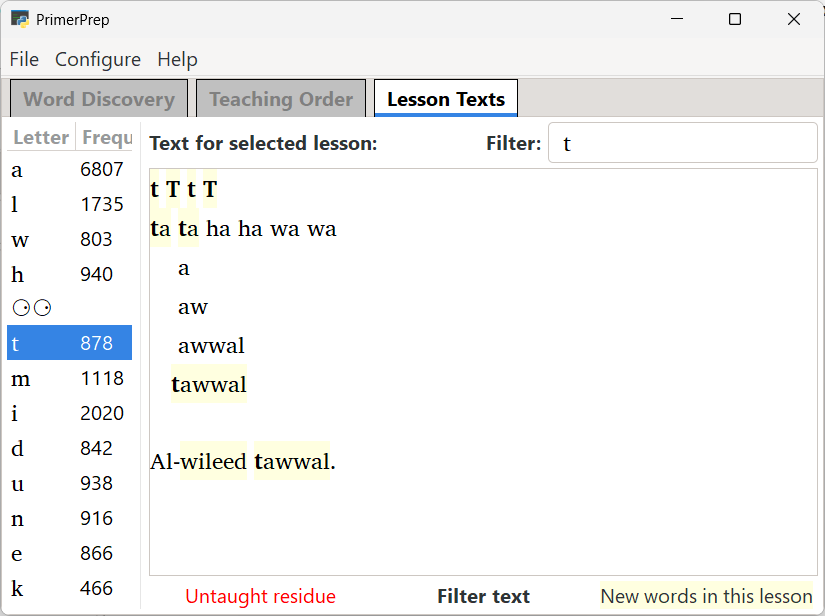 PrimerPrep
File Configure Help
Word Discovery Teaching Order Lesson Texts
Letter Frequ
a 6807
l 1735
w 803
h 940
t 878
m 1118
i 2020
d 842
u 938
n 916
e 866
k 466
Text for selected lesson: Filter: t
t T t T
ta ta ha ha wa wa
a
aw
awwal
tawwal
Al-wileed tawwal.
Untaught residue Filter text New words in this lesson